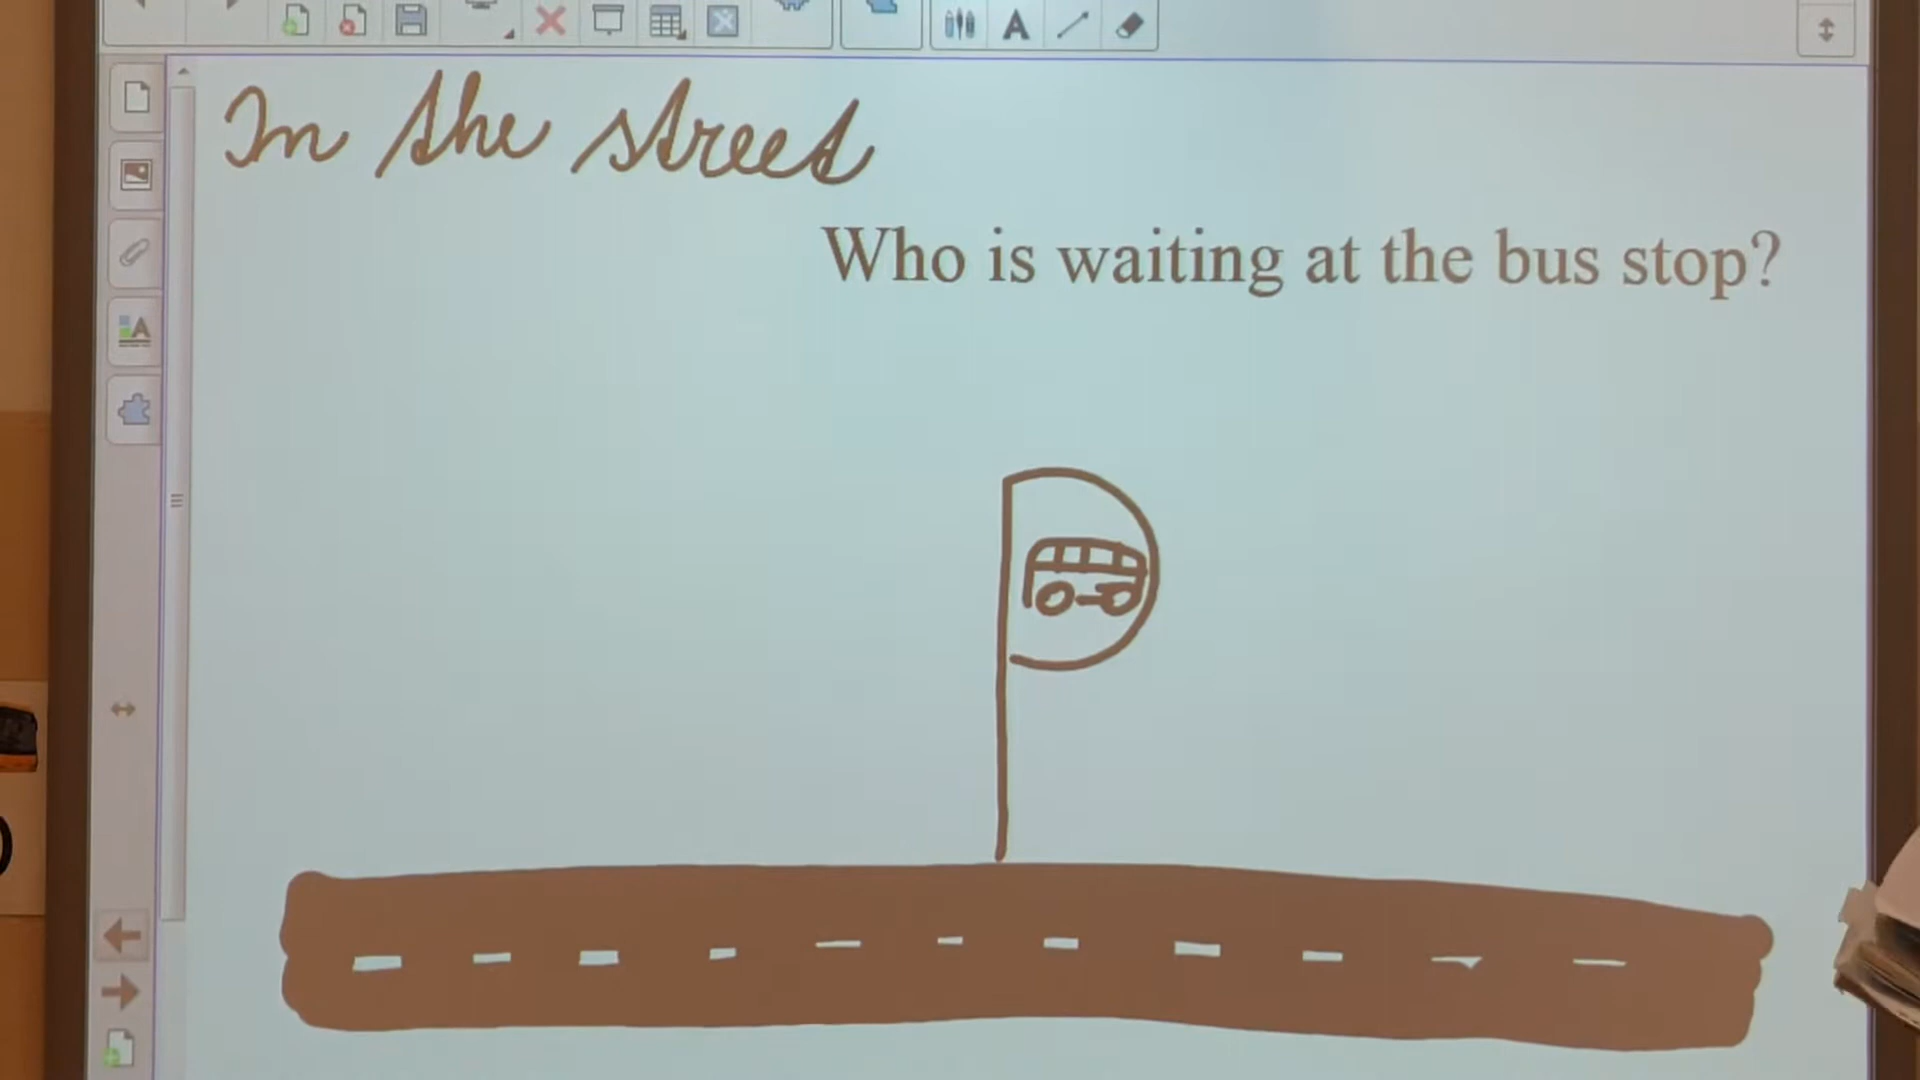 In the street
Who is waiting at the bus stop?